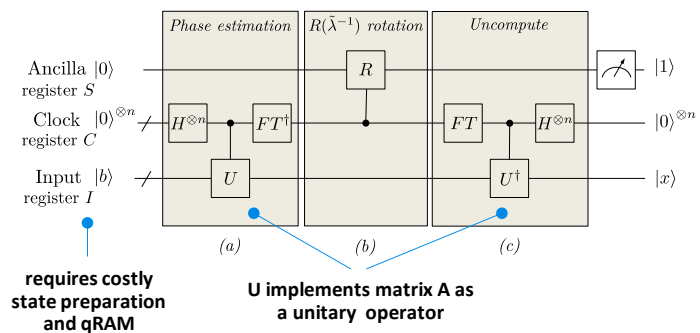 Phase estimation
R(λ̃⁻¹) rotation
Uncompute
Ancilla |0⟩
register S
R
|1⟩
Clock |0⟩^⊗n
register C
H^⊗n
FT†
FT
H^⊗n
|0⟩^⊗n
Input |b⟩
register I
U
U†
|x⟩
(a)
(b)
(c)
requires costly
state preparation
and qRAM
U implements matrix A as
a unitary operator